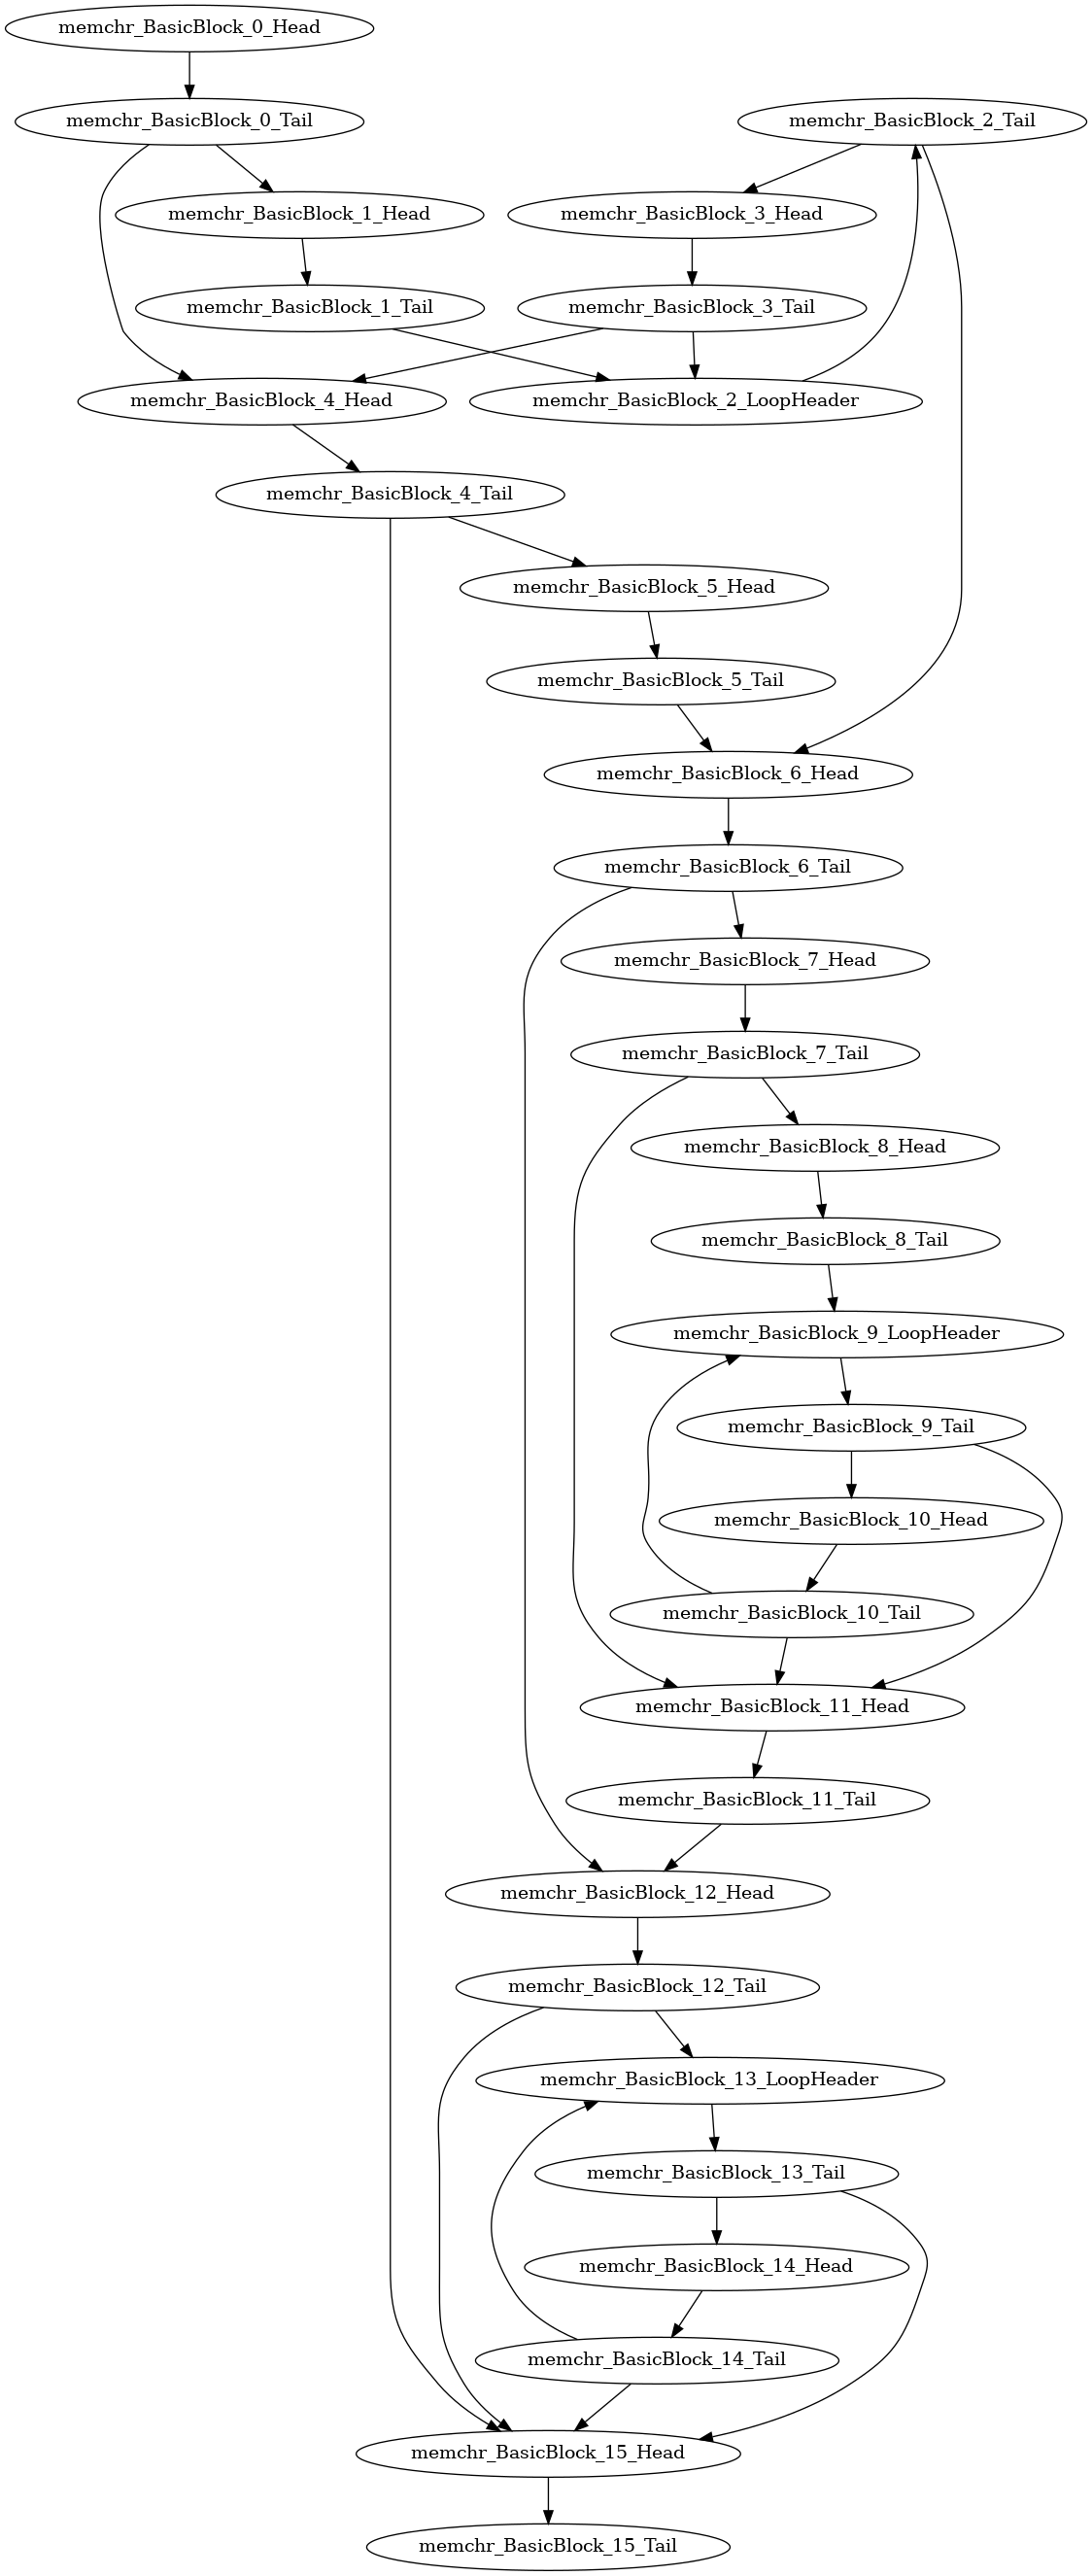 memchr_BasicBlock_0_Head
memchr_BasicBlock_0_Tail
memchr_BasicBlock_2_Tail
memchr_BasicBlock_1_Head
memchr_BasicBlock_3_Head
memchr_BasicBlock_1_Tail
memchr_BasicBlock_3_Tail
memchr_BasicBlock_4_Head
memchr_BasicBlock_2_LoopHeader
memchr_BasicBlock_4_Tail
memchr_BasicBlock_5_Head
memchr_BasicBlock_5_Tail
memchr_BasicBlock_6_Head
memchr_BasicBlock_6_Tail
memchr_BasicBlock_7_Head
memchr_BasicBlock_7_Tail
memchr_BasicBlock_8_Head
memchr_BasicBlock_8_Tail
memchr_BasicBlock_9_LoopHeader
memchr_BasicBlock_9_Tail
memchr_BasicBlock_10_Head
memchr_BasicBlock_10_Tail
memchr_BasicBlock_11_Head
memchr_BasicBlock_11_Tail
memchr_BasicBlock_12_Head
memchr_BasicBlock_12_Tail
memchr_BasicBlock_13_LoopHeader
memchr_BasicBlock_13_Tail
memchr_BasicBlock_14_Head
memchr_BasicBlock_14_Tail
memchr_BasicBlock_15_Head
memchr_BasicBlock_15_Tail